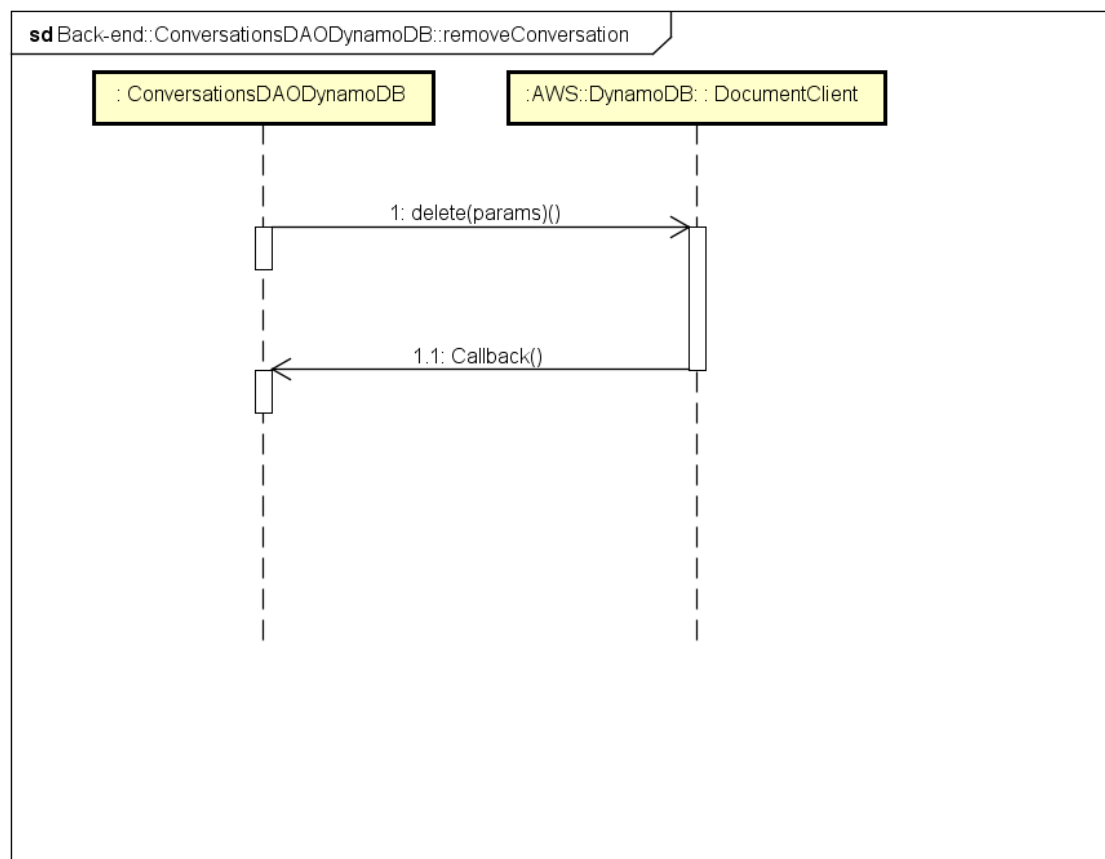 sd Back-end::ConversationsDAODynamoDB::removeConversation
: ConversationsDAODynamoDB
:AWS::DynamoDB: : DocumentClient
1: delete(params)()
1.1: Callback()